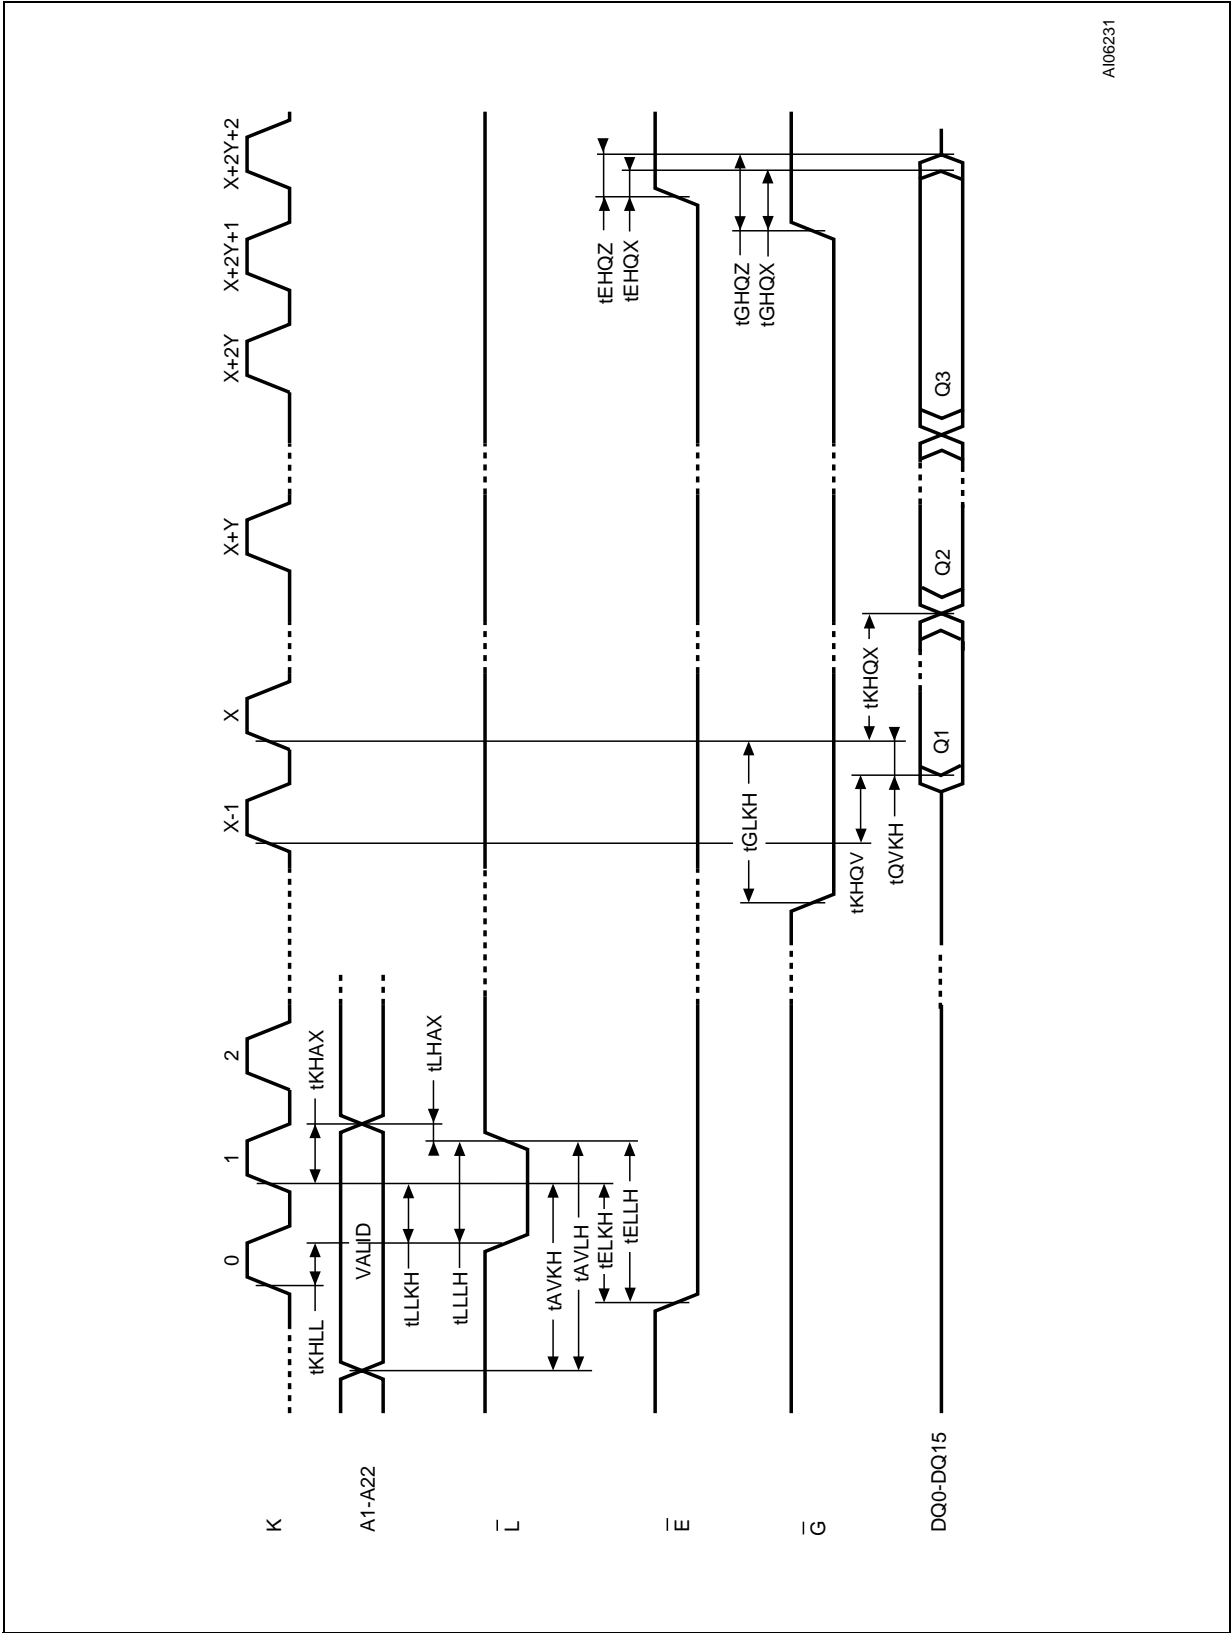 K
0
1
2
X-1
X
X+Y
X+2Y
X+2Y+1
X+2Y+2
tKHLL
tKHAX
A1-A22
VALID
L
tLLKH
tLLLH
tLHAX
tAVKH
tAVLH
tELKH
tELLH
E
tEHQZ
tEHQX
G
tGLKH
tGHQZ
tGHQX
tKHQV
tKHQX
tQVKH
DQ0-DQ15
Q1
Q2
Q3
AI06231